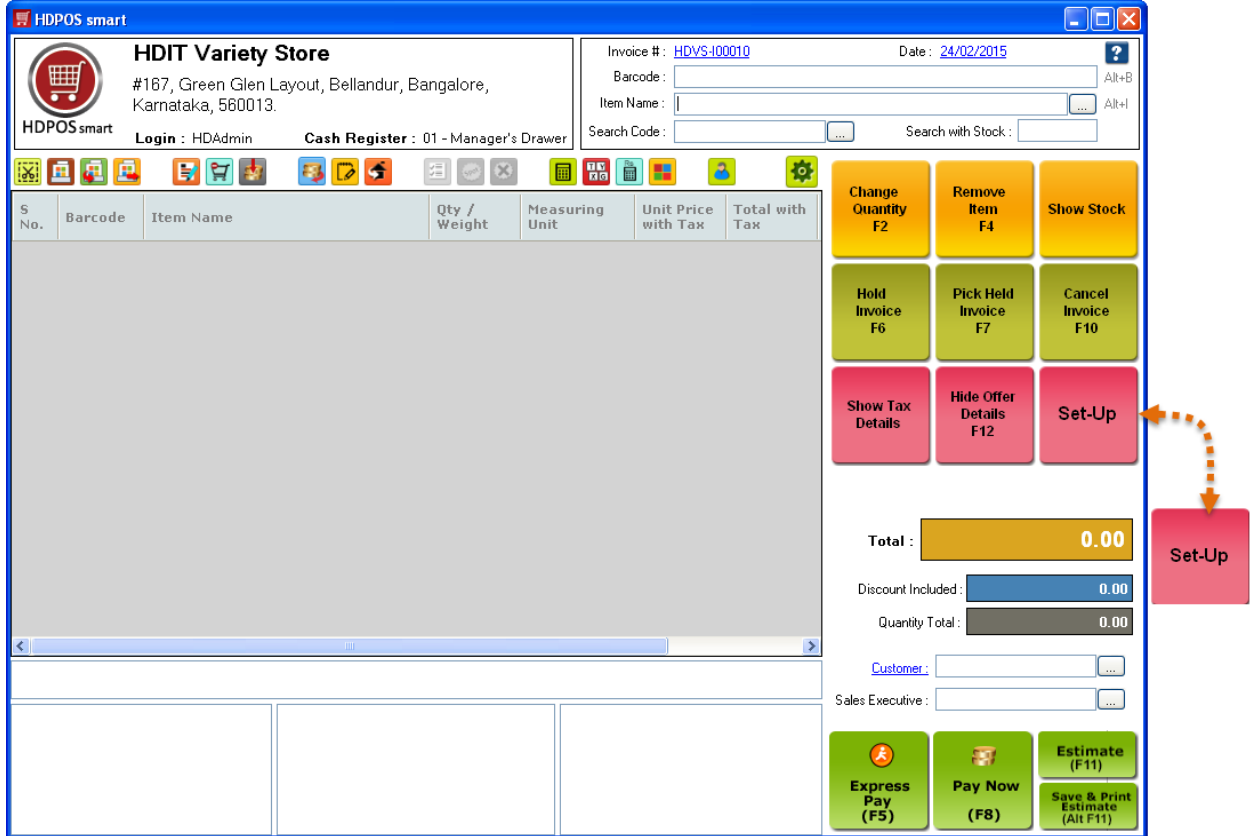 HDPOS smart
HDIT Variety Store
#167, Green Glen Layout, Bellandur, Bangalore,
Karnataka, 560013.
HDPOS smart
Login : HDAdmin Cash Register : 01 - Manager's Drawer
Invoice # : HDVS-I00010 Date : 24/02/2015 ?
Barcode : Alt+B
Item Name : ... Alt+I
Search Code : ... Search with Stock :
S No. Barcode Item Name Qty / Weight Measuring Unit Unit Price with Tax Total with Tax
Change
Quantity
F2
Remove
Item
F4
Show Stock
Hold
Invoice
F6
Pick Held
Invoice
F7
Cancel
Invoice
F10
Show Tax
Details
Hide Offer
Details
F12
Set-Up
Set-Up
Total : 0.00
Discount Included : 0.00
Quantity Total : 0.00
Customer : ...
Sales Executive : ...
Express
Pay
(F5)
Pay Now
(F8)
Estimate
(F11)
Save & Print
Estimate
(Alt F11)